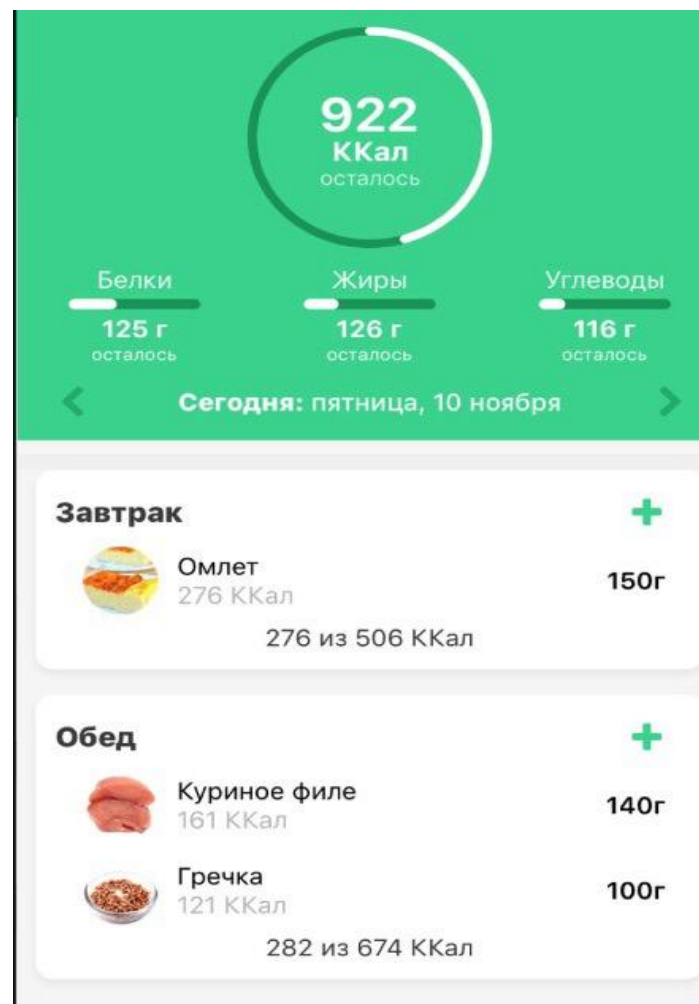 922
ККал
осталось
Белки Жиры Углеводы
125 г 126 г 116 г
осталось осталось осталось
Сегодня: пятница, 10 ноября
Завтрак
Омлет
276 ККал
150г
276 из 506 ККал
Обед
Куриное филе
161 ККал
140г
Гречка
121 ККал
100г
282 из 674 ККал